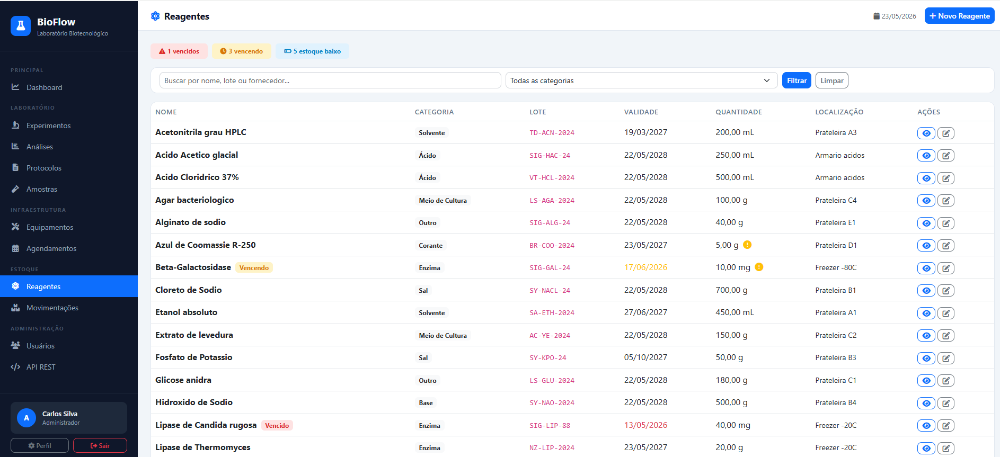 BioFlow
Laboratório Biotecnológico
PRINCIPAL
Dashboard
LABORATÓRIO
Experimentos
Análises
Protocolos
Amostras
INFRAESTRUTURA
Equipamentos
Agendamentos
ESTOQUE
Reagentes
Movimentações
ADMINISTRAÇÃO
Usuários
API REST
A
Carlos Silva
Administrador
Perfil Sair
Reagentes 23/05/2026 + Novo Reagente
1 vencidos 3 vencendo 5 estoque baixo
Buscar por nome, lote ou fornecedor... Todas as categorias Filtrar Limpar
NOME CATEGORIA LOTE VALIDADE QUANTIDADE LOCALIZAÇÃO AÇÕES
Acetonitrila grau HPLC Solvente TD-ACN-2024 19/03/2027 200,00 mL Prateleira A3
Acido Acetico glacial Ácido SIG-HAC-24 22/05/2028 250,00 mL Armario acidos
Acido Cloridrico 37% Ácido VT-HCL-2024 22/05/2028 500,00 mL Armario acidos
Agar bacteriologico Meio de Cultura LS-AGA-2024 22/05/2028 100,00 g Prateleira C4
Alginato de sodio Outro SIG-ALG-24 22/05/2028 40,00 g Prateleira E1
Azul de Coomassie R-250 Corante BR-COO-2024 23/05/2027 5,00 g Prateleira D1
Beta-Galactosidase Vencendo Enzima SIG-GAL-24 17/06/2026 10,00 mg Freezer -80C
Cloreto de Sodio Sal SY-NACL-24 22/05/2028 700,00 g Prateleira B1
Etanol absoluto Solvente SA-ETH-2024 27/06/2027 450,00 mL Prateleira A1
Extrato de levedura Meio de Cultura AC-YE-2024 22/05/2028 150,00 g Prateleira C2
Fosfato de Potassio Sal SY-KPO-24 05/10/2027 50,00 g Prateleira B3
Glicose anidra Outro LS-GLU-2024 22/05/2028 180,00 g Prateleira C1
Hidroxido de Sodio Base SY-NAO-2024 22/05/2028 500,00 g Prateleira B4
Lipase de Candida rugosa Vencido Enzima SIG-LIP-88 13/05/2026 40,00 mg Freezer -20C
Lipase de Thermomyces Enzima NZ-LIP-2024 23/05/2027 20,00 g Freezer -20C